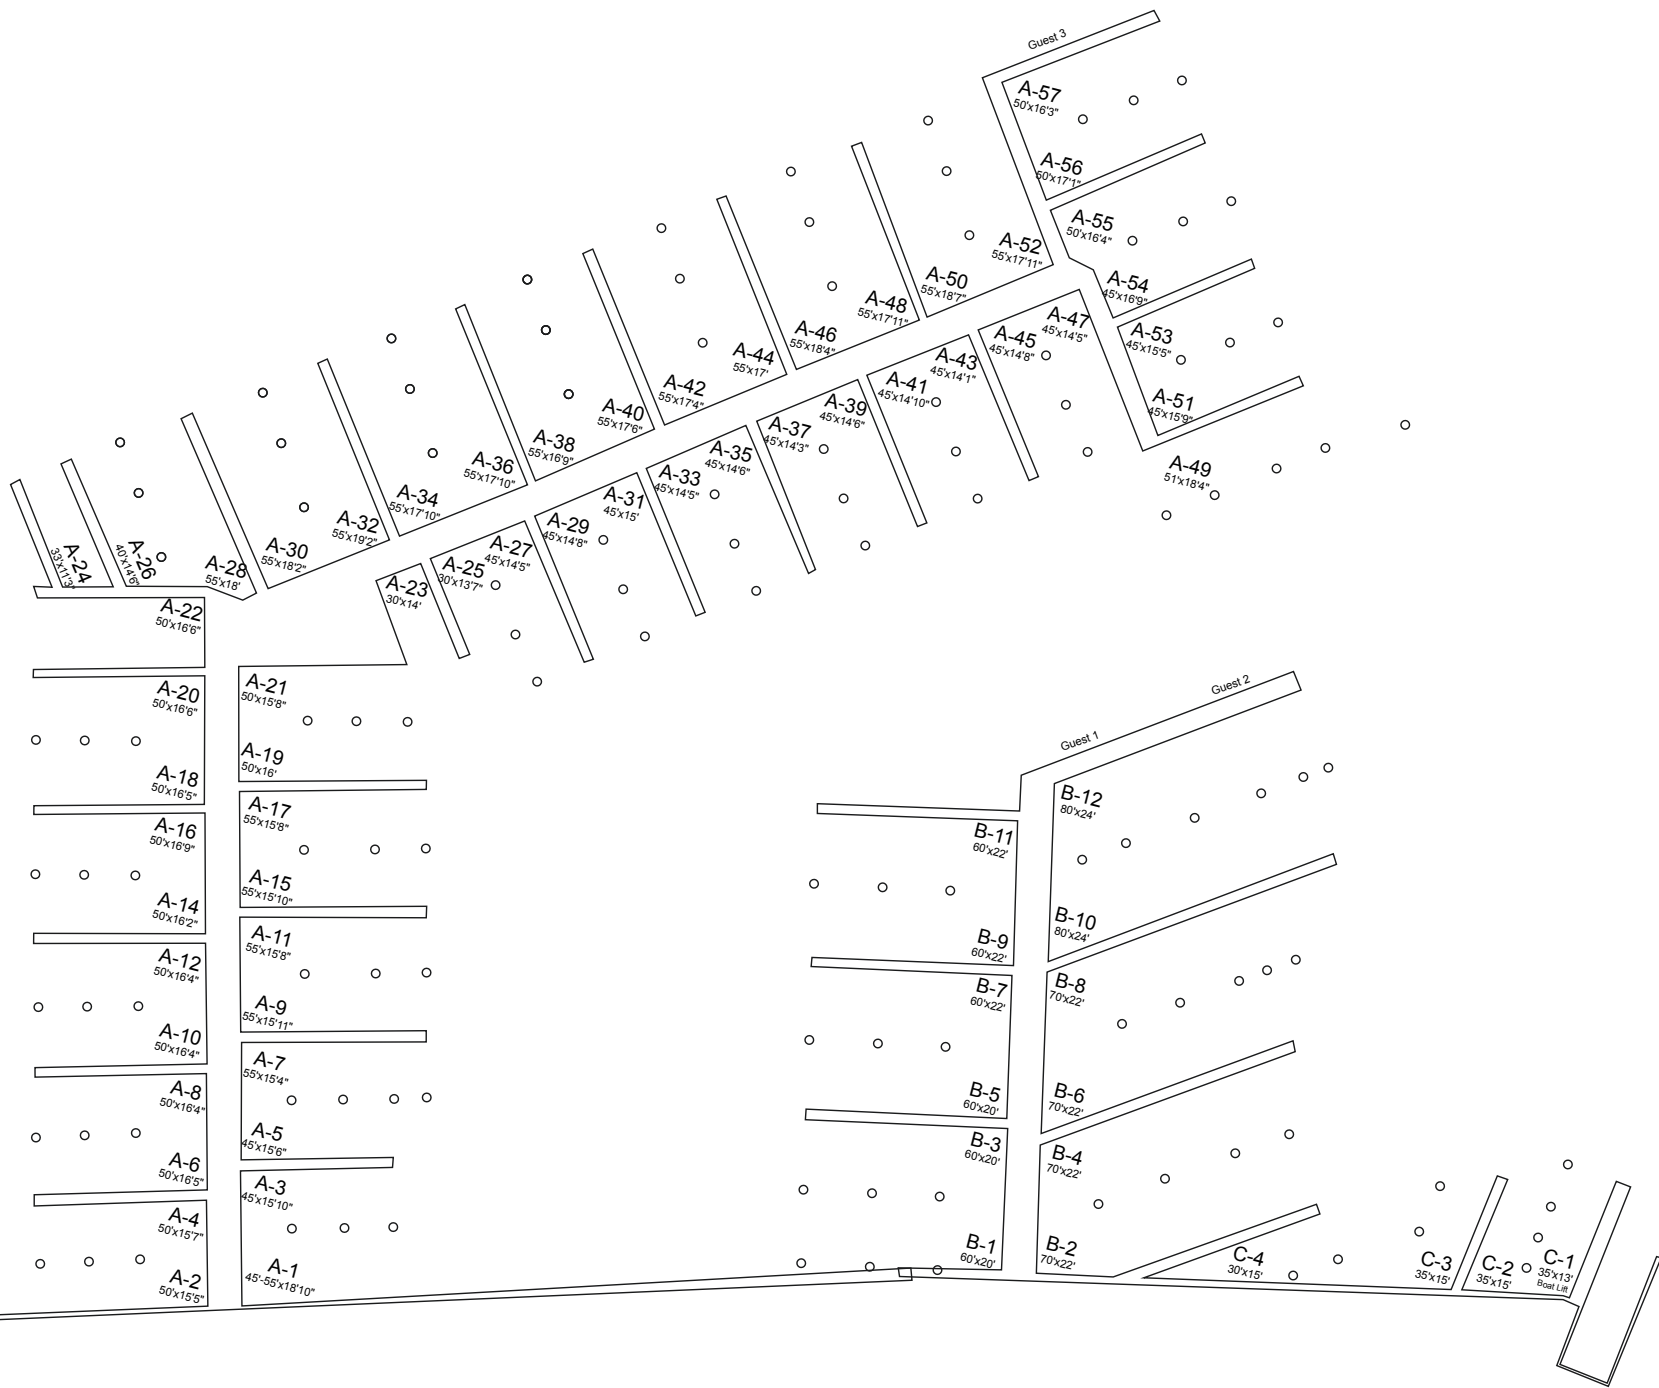 Guest 3
A-57
50'x16'3"
A-56
50'x17'1"
A-55
50'x16'4"
A-54
45'x16'9"
A-53
45'x15'5"
A-51
45'x15'9"
A-49
51'x18'4"
A-52
55'x17'11"
A-50
55'x18'7"
A-48
55'x17'11"
A-46
55'x18'4"
A-44
55'x17'
A-42
55'x17'4"
A-40
55'x17'6"
A-38
55'x16'9"
A-36
55'x17'10"
A-34
55'x17'10"
A-32
55'x19'2"
A-30
55'x18'2"
A-28
55'x18'
A-26
40'x14'6"
A-24
33'x11'3"
A-47
45'x14'5"
A-45
45'x14'8"
A-43
45'x14'1"
A-41
45'x14'10"
A-39
45'x14'6"
A-37
45'x14'3"
A-35
45'x14'6"
A-33
45'x14'5"
A-31
45'x15'
A-29
45'x14'8"
A-27
45'x14'5"
A-25
30'x13'7"
A-23
30'x14'
A-22
50'x16'6"
A-20
50'x16'6"
A-18
50'x16'5"
A-16
50'x16'9"
A-14
50'x16'2"
A-12
50'x16'4"
A-10
50'x16'4"
A-8
50'x16'4"
A-6
50'x16'5"
A-4
50'x15'7"
A-2
50'x15'5"
A-21
50'x15'8"
A-19
50'x16'
A-17
55'x15'8"
A-15
55'x15'10"
A-11
55'x15'8"
A-9
55'x15'11"
A-7
55'x15'4"
A-5
45'x15'6"
A-3
45'x15'10"
A-1
45'-55'x18'10"
Guest 2
Guest 1
B-12
80'x24'
B-11
60'x22'
B-10
80'x24'
B-9
60'x22'
B-8
70'x22'
B-7
60'x22'
B-6
70'x22'
B-5
60'x20'
B-4
70'x22'
B-3
60'x20'
B-2
70'x22'
B-1
60'x20'
C-4
30'x15'
C-3
35'x15'
C-2
35'x15'
C-1
35'x13'
Boat Lift